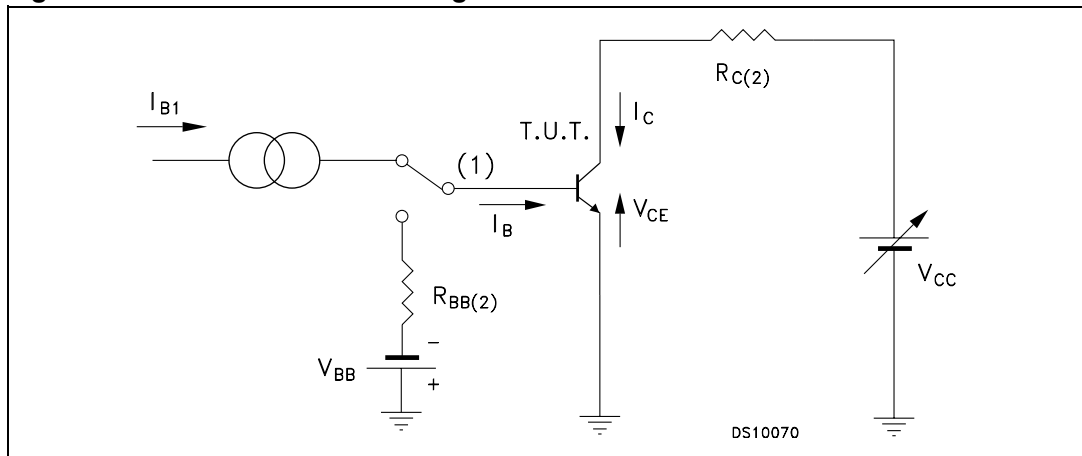 R_C(2)
I_B1
I_C
T.U.T.
(1)
V_CE
I_B
V_CC
R_BB(2)
-
V_BB
+
DS10070